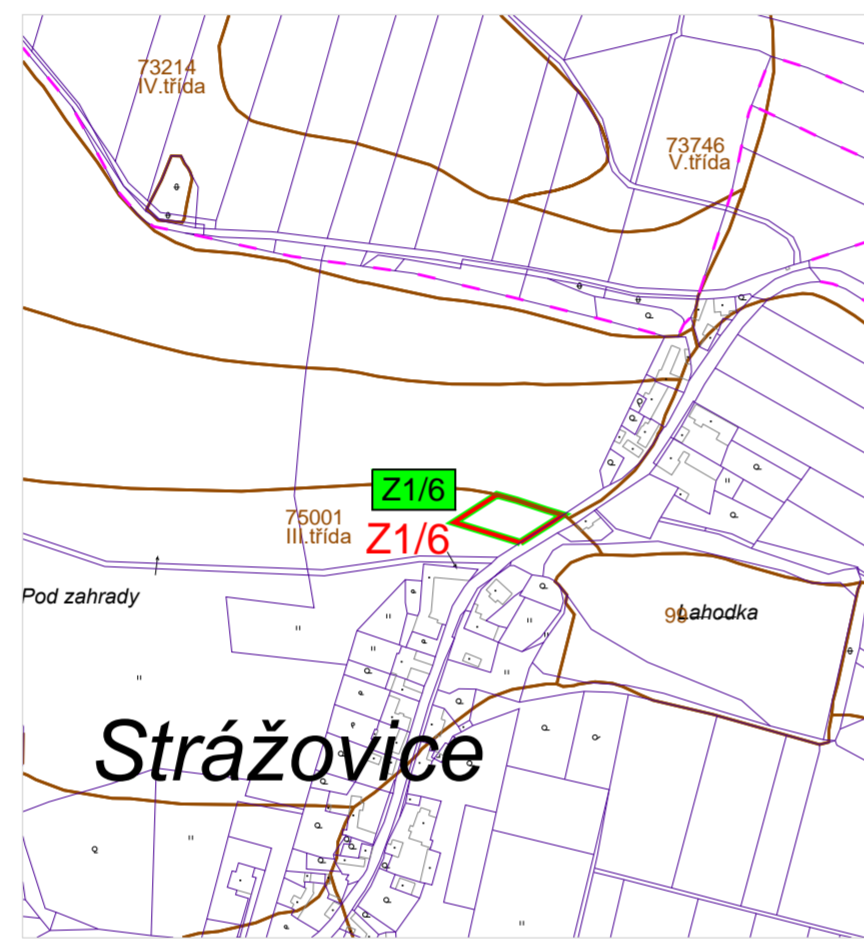 73214
IV.třída
73746
V.třída
Z1/6
75001
III.třída
Z1/6
Pod zahrady
Lahodka
Strážovice